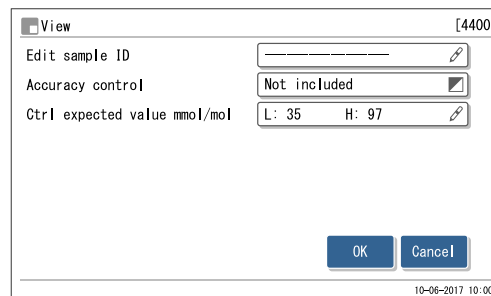 View [4400
Edit sample ID —————————
Accuracy control Not included
Ctrl expected value mmol/mol L: 35 H: 97
OK Cancel
10-06-2017 10:00